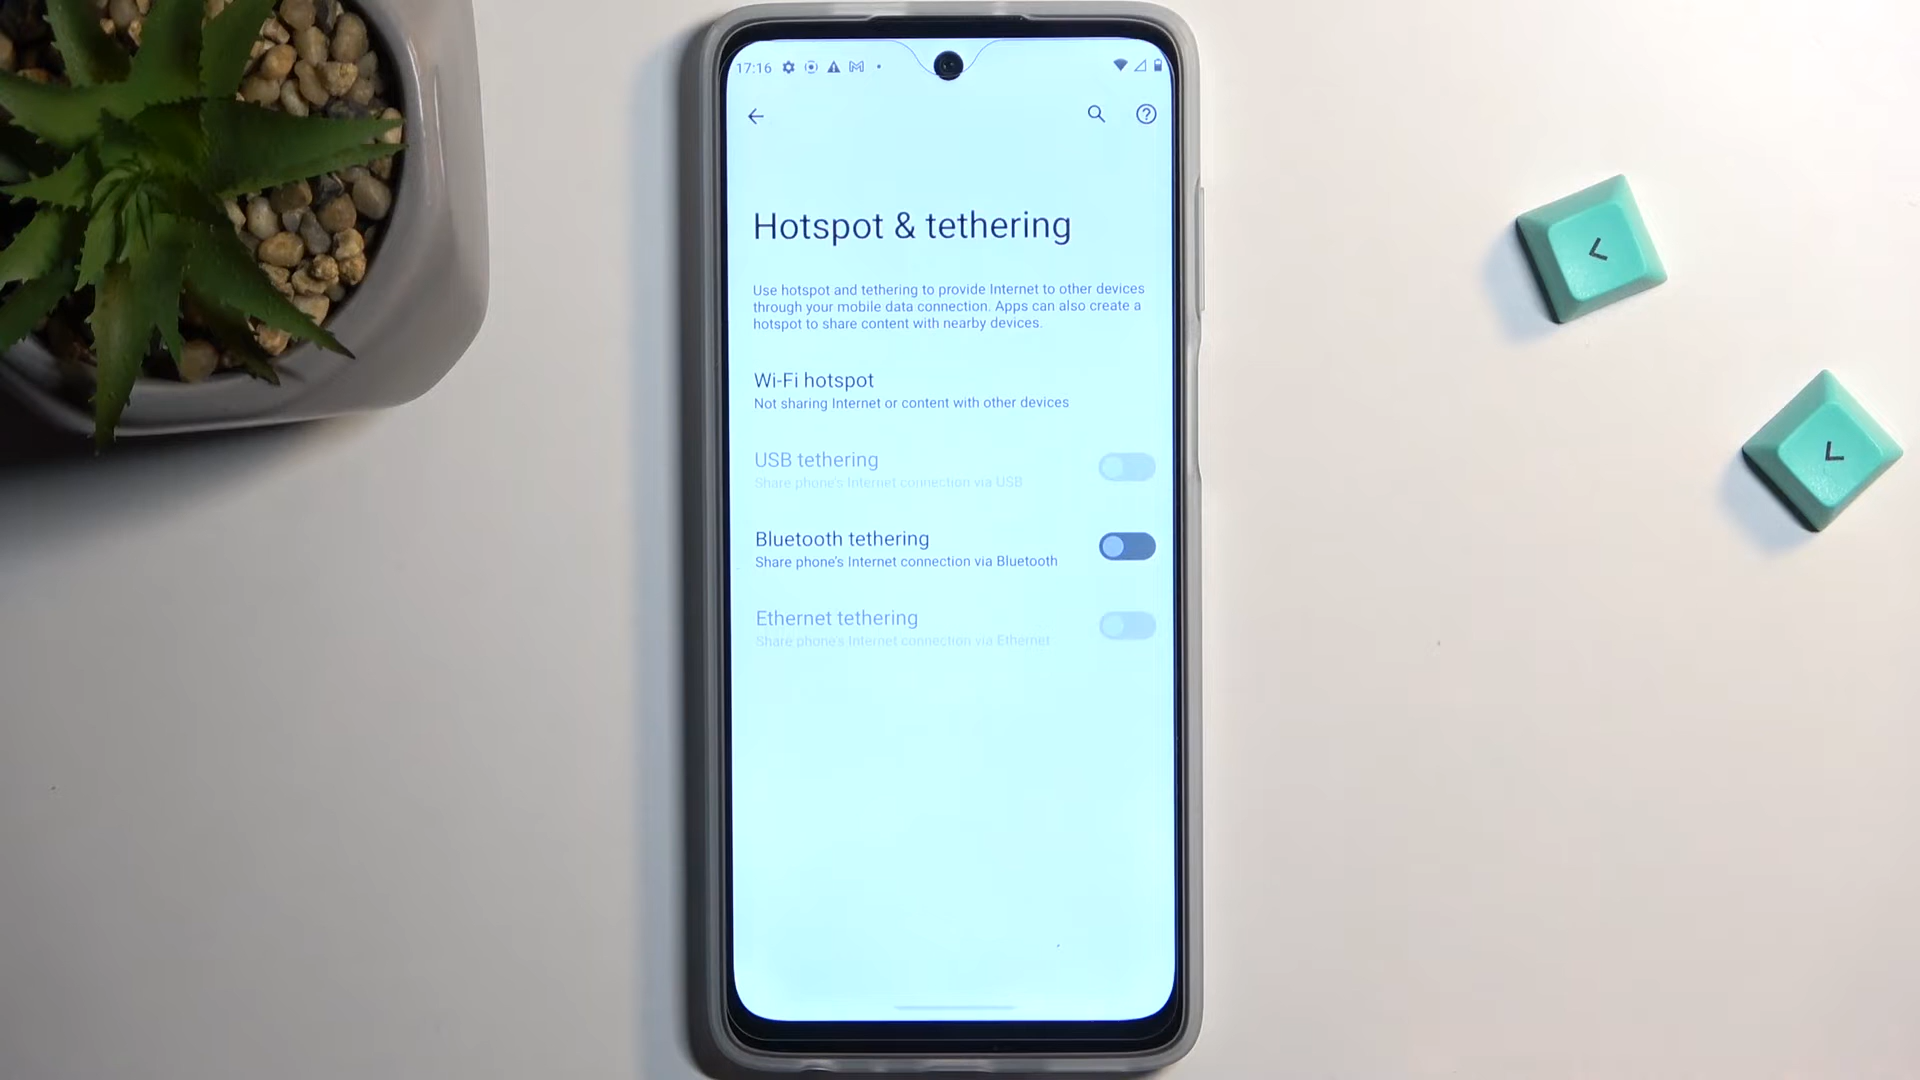 17:16
Hotspot & tethering
Use hotspot and tethering to provide Internet to other devices
through your mobile data connection. Apps can also create a
hotspot to share content with nearby devices.
Wi-Fi hotspot
Not sharing Internet or content with other devices
USB tethering
Share phone's Internet connection via USB
Bluetooth tethering
Share phone's Internet connection via Bluetooth
Ethernet tethering
Share phone's Internet connection via Ethernet